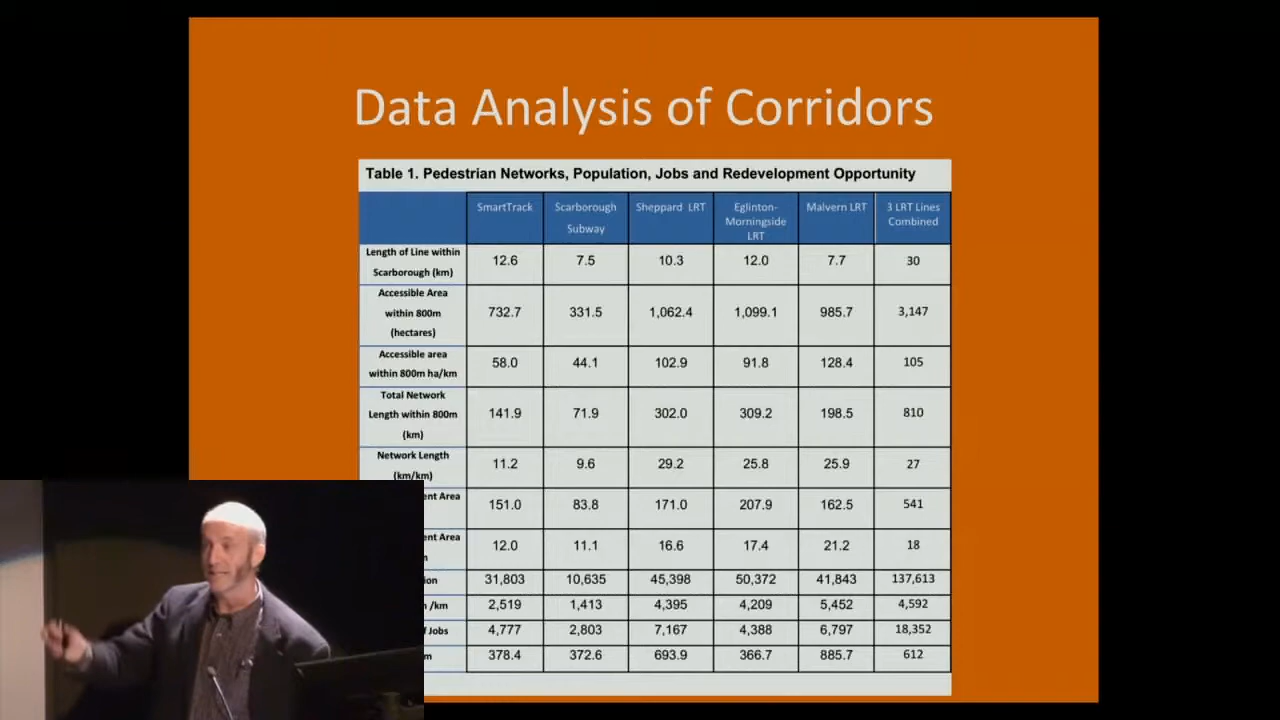 Data Analysis of Corridors
Table 1. Pedestrian Networks, Population, Jobs and Redevelopment Opportunity
SmartTrack Scarborough Subway Sheppard LRT Eglinton-Morningside LRT Malvern LRT 3 LRT Lines Combined
Length of Line within Scarborough (km) 12.6 7.5 10.3 12.0 7.7 30
Accessible Area within 800m (hectares) 732.7 331.5 1,062.4 1,099.1 985.7 3,147
Accessible area within 800m ha/km 58.0 44.1 102.9 91.8 128.4 105
Total Network Length within 800m (km) 141.9 71.9 302.0 309.2 198.5 810
Network Length (km/km) 11.2 9.6 29.2 25.8 25.9 27
Area 151.0 83.8 171.0 207.9 162.5 541
Area 12.0 11.1 16.6 17.4 21.2 18
31,803 10,635 45,398 50,372 41,843 137,613
/km 2,519 1,413 4,395 4,209 5,452 4,592
Jobs 4,777 2,803 7,167 4,388 6,797 18,352
378.4 372.6 693.9 366.7 885.7 612